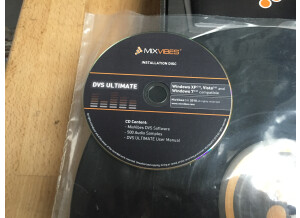 MIXVIBES
INSTALLATION DISC
DVS ULTIMATE
Windows XP, Vista and
Windows 7 compatible
CD Content:
- MixVibes DVS Software
- 500 Audio Samples
- DVS ULTIMATE User Manual